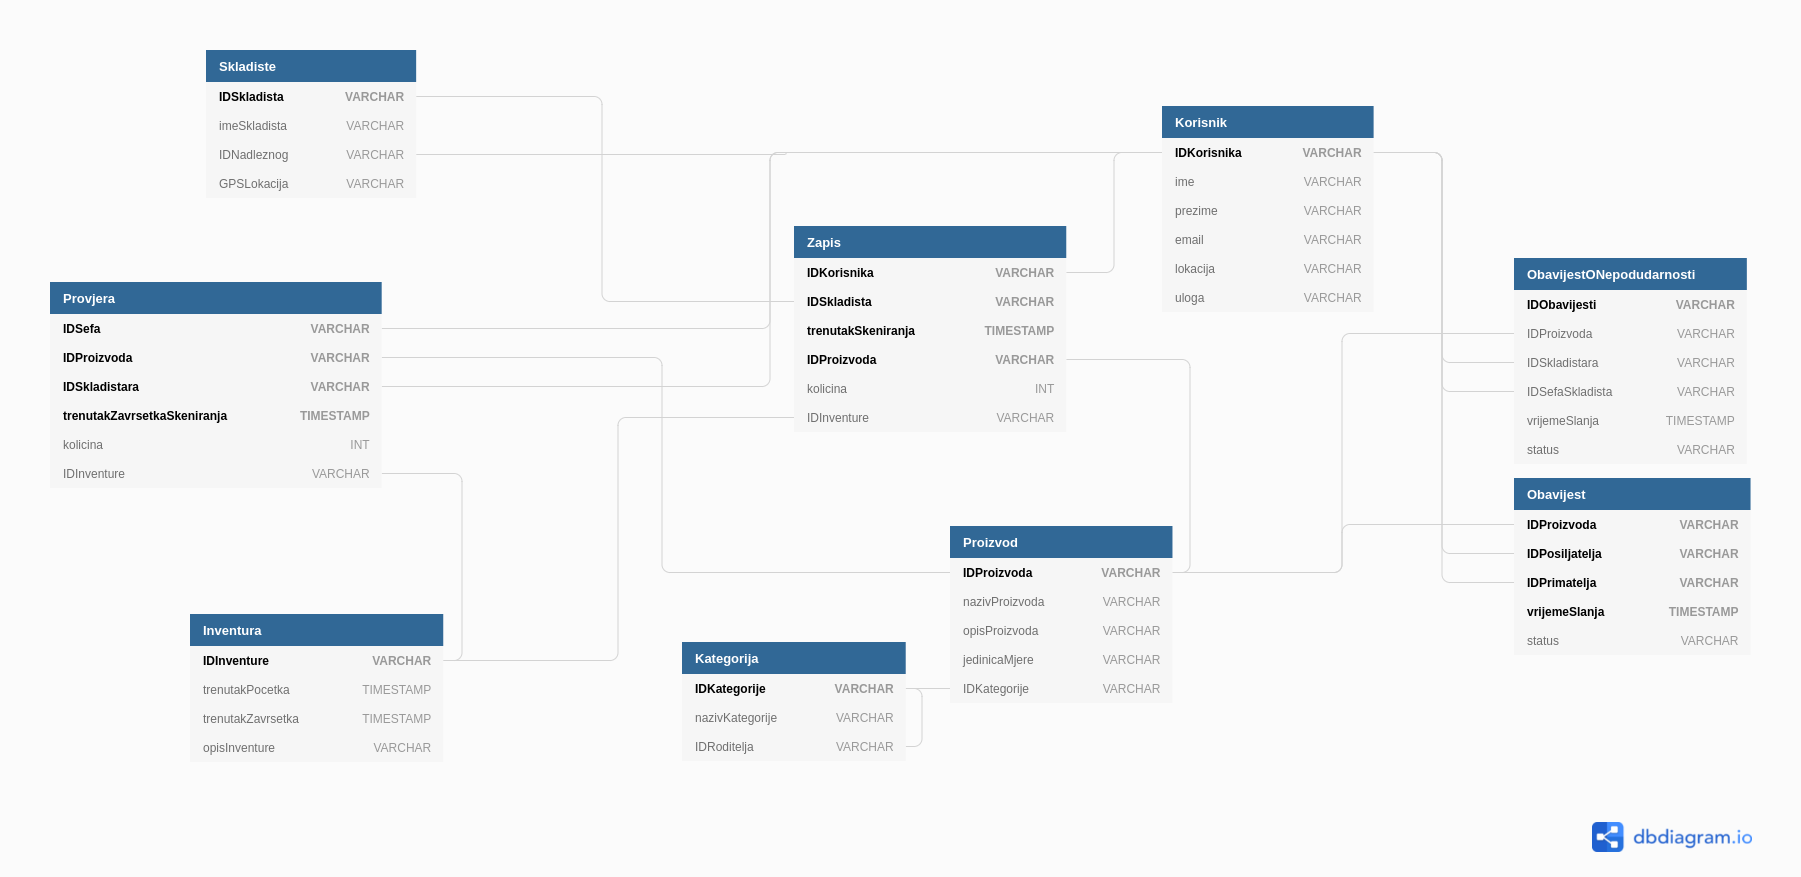 Skladiste
IDSkladista VARCHAR
imeSkladista VARCHAR
IDNadleznog VARCHAR
GPSLokacija VARCHAR
Korisnik
IDKorisnika VARCHAR
ime VARCHAR
prezime VARCHAR
email VARCHAR
lokacija VARCHAR
uloga VARCHAR
Zapis
IDKorisnika VARCHAR
IDSkladista VARCHAR
trenutakSkeniranja TIMESTAMP
IDProizvoda VARCHAR
kolicina INT
IDInventure VARCHAR
Provjera
IDSefa VARCHAR
IDProizvoda VARCHAR
IDSkladistara VARCHAR
trenutakZavrsetkaSkeniranja TIMESTAMP
kolicina INT
IDInventure VARCHAR
ObavijestONepodudarnosti
IDObavijesti VARCHAR
IDProizvoda VARCHAR
IDSkladistara VARCHAR
IDSefaSkladista VARCHAR
vrijemeSlanja TIMESTAMP
status VARCHAR
Obavijest
IDProizvoda VARCHAR
IDPosiljatelja VARCHAR
IDPrimatelja VARCHAR
vrijemeSlanja TIMESTAMP
status VARCHAR
Proizvod
IDProizvoda VARCHAR
nazivProizvoda VARCHAR
opisProizvoda VARCHAR
jedinicaMjere VARCHAR
IDKategorije VARCHAR
Inventura
IDInventure VARCHAR
trenutakPocetka TIMESTAMP
trenutakZavrsetka TIMESTAMP
opisInventure VARCHAR
Kategorija
IDKategorije VARCHAR
nazivKategorije VARCHAR
IDRoditelja VARCHAR
dbdiagram.io